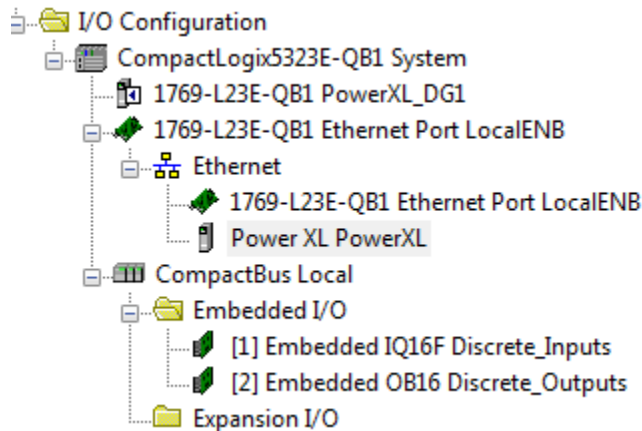 I/O Configuration
CompactLogix5323E-QB1 System
1769-L23E-QB1 PowerXL_DG1
1769-L23E-QB1 Ethernet Port LocalENB
Ethernet
1769-L23E-QB1 Ethernet Port LocalENB
Power XL PowerXL
CompactBus Local
Embedded I/O
[1] Embedded IQ16F Discrete_Inputs
[2] Embedded OB16 Discrete_Outputs
Expansion I/O